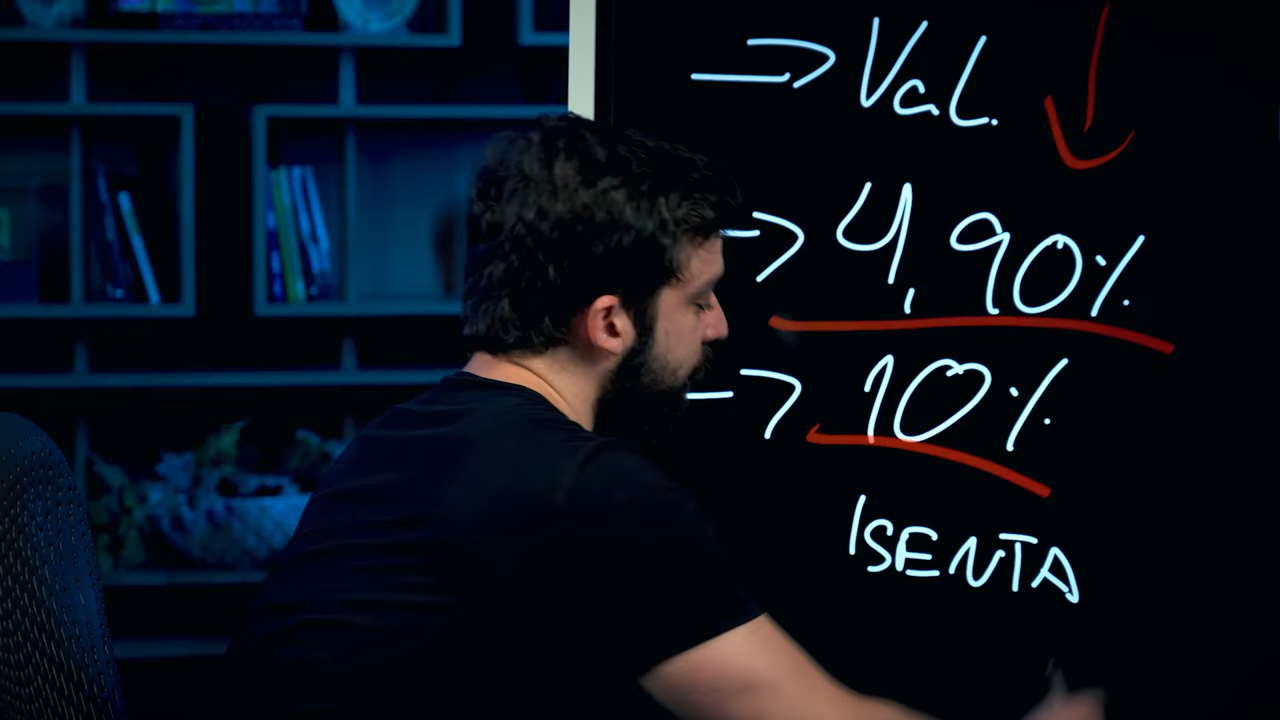 → Val. ↓
→ 4,90%
→ 10%
ISENTA